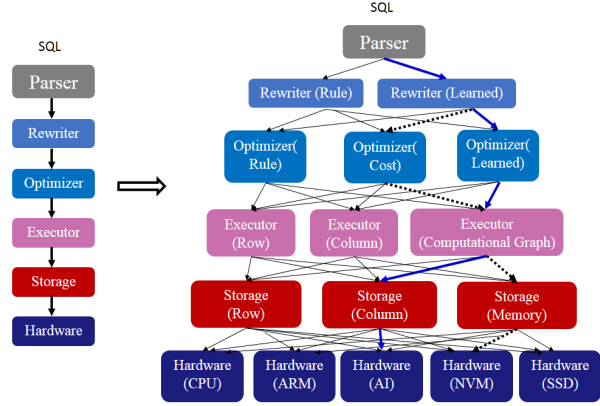 SQL
Parser
Rewriter
Optimizer
Executor
Storage
Hardware
SQL
Parser
Rewriter (Rule)
Rewriter (Learned)
Optimizer(
Rule)
Optimizer(
Cost)
Optimizer(
Learned)
Executor
(Row)
Executor
(Column)
Executor
(Computational Graph)
Storage
(Row)
Storage
(Column)
Storage
(Memory)
Hardware
(CPU)
Hardware
(ARM)
Hardware
(AI)
Hardware
(NVM)
Hardware
(SSD)